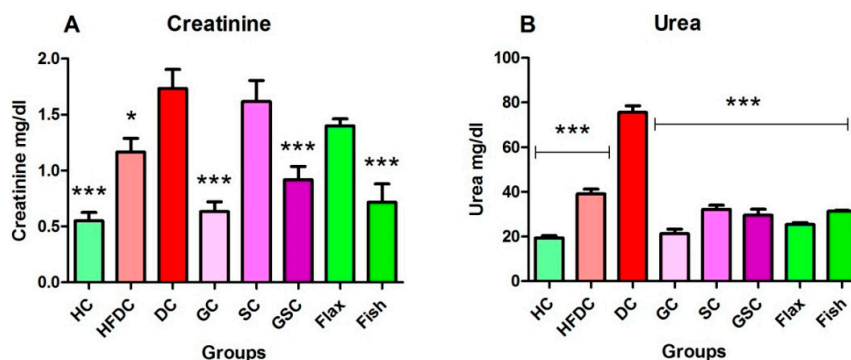 A Creatinine
Creatinine mg/dl
2.0
1.5
1.0
0.5
0.0
***
*
***
***
***
HC HFDC DC GC SC GSC Flax Fish
Groups
B Urea
Urea mg/dl
100
80
60
40
20
0
***
***
HC HFDC DC GC SC GSC Flax Fish
Groups